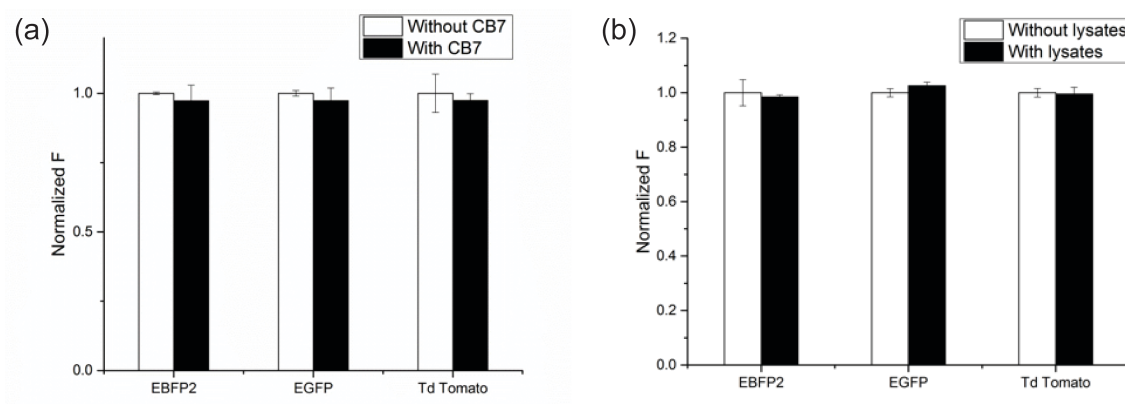 (a)
Without CB7
With CB7
1.0
0.5
0.0
Normalized F
EBFP2 EGFP Td Tomato
(b)
Without lysates
With lysates
1.2
1.0
0.8
0.6
0.4
0.2
0.0
Normalized F
EBFP2 EGFP Td Tomato